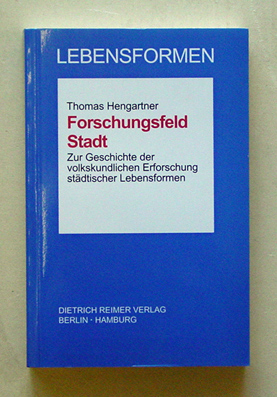 LEBENSFORMEN
Thomas Hengartner
Forschungsfeld
Stadt
Zur Geschichte der
volkskundlichen Erforschung
städtischer Lebensformen
DIETRICH REIMER VERLAG
BERLIN · HAMBURG